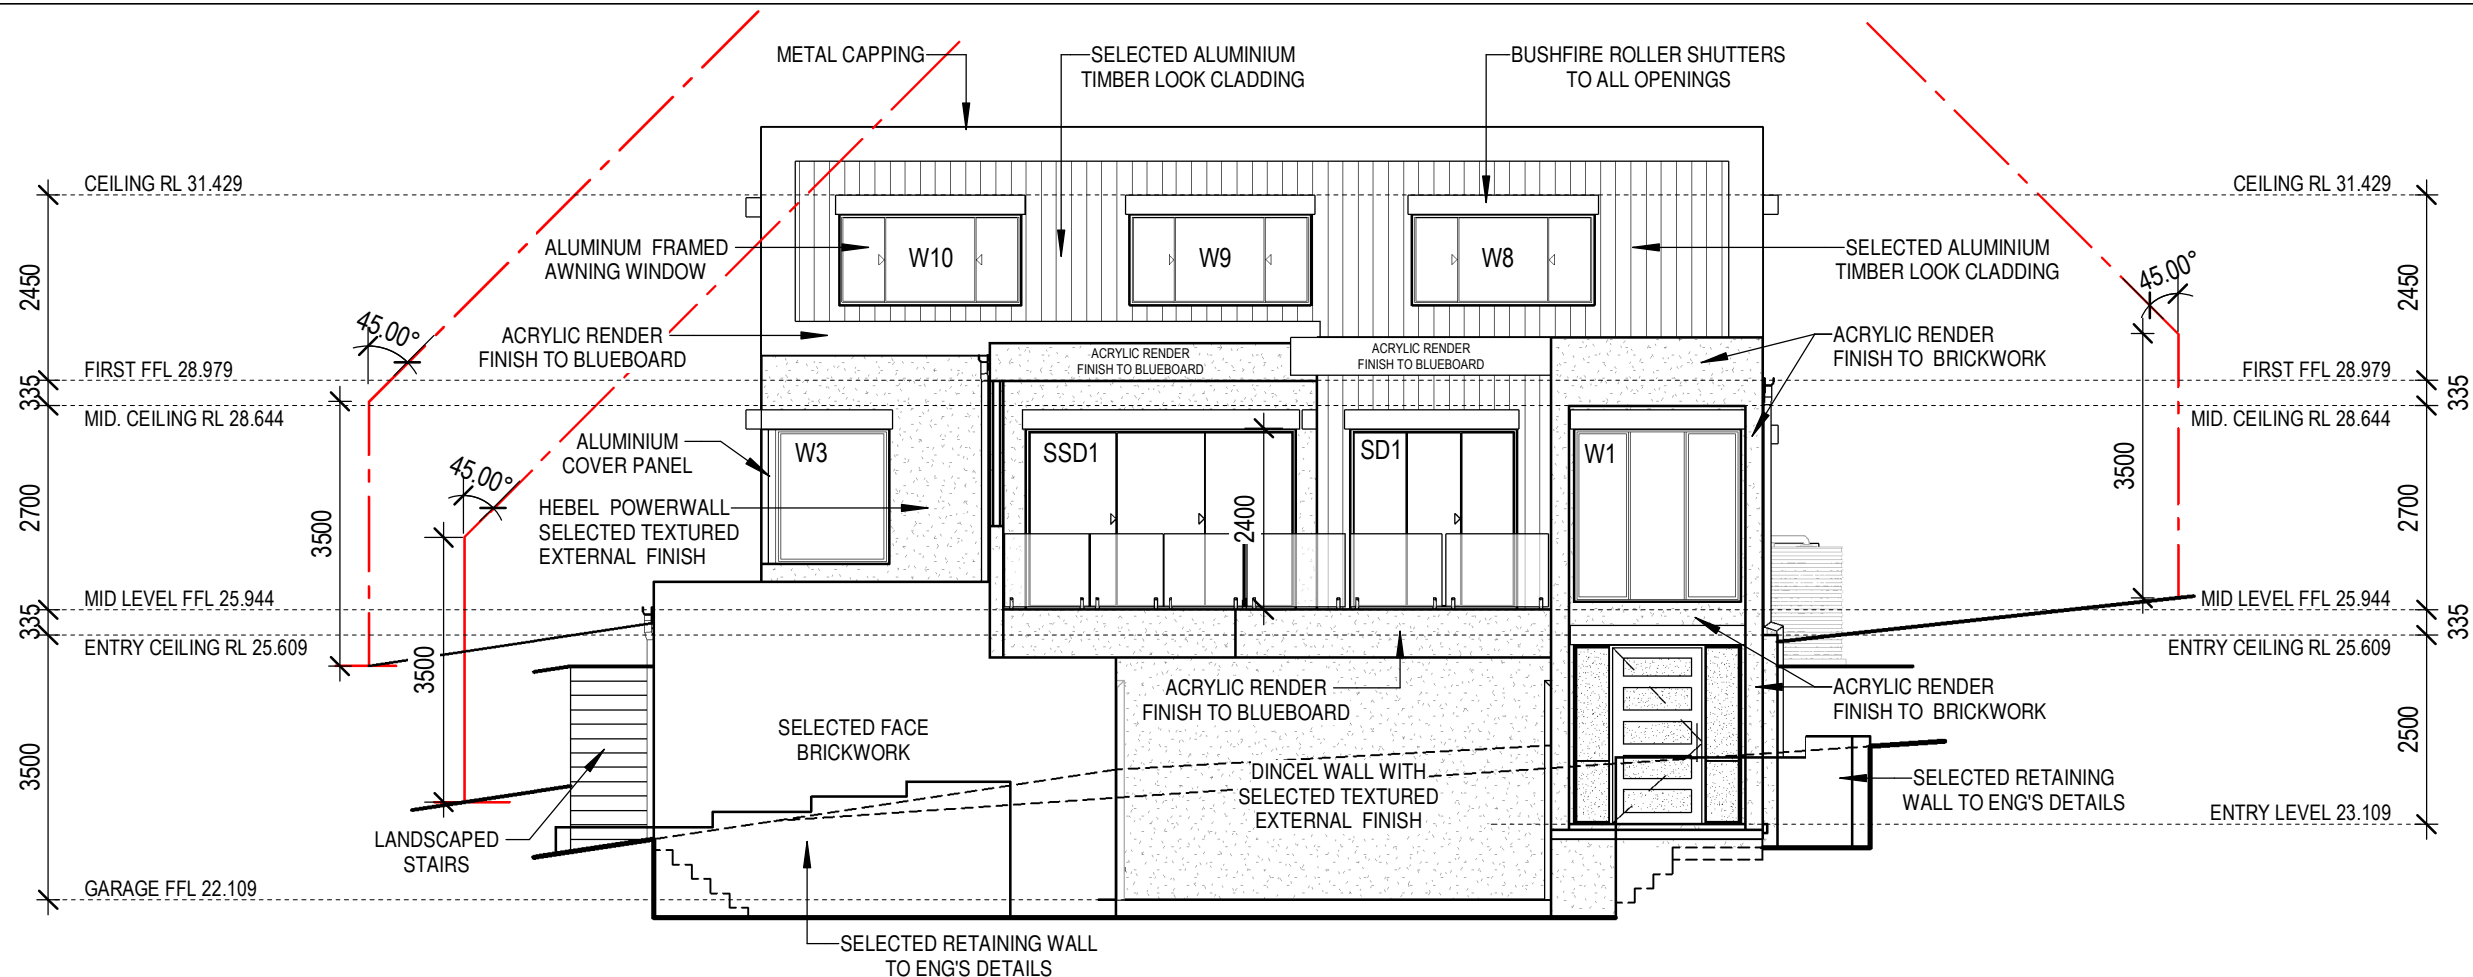 METAL CAPPING
SELECTED ALUMINIUM
TIMBER LOOK CLADDING
BUSHFIRE ROLLER SHUTTERS
TO ALL OPENINGS
CEILING RL 31.429
CEILING RL 31.429
ALUMINUM FRAMED
AWNING WINDOW
W10
W9
W8
SELECTED ALUMINIUM
TIMBER LOOK CLADDING
2450
2450
45.00°
45.00°
ACRYLIC RENDER
FINISH TO BLUEBOARD
ACRYLIC RENDER
FINISH TO BLUEBOARD
ACRYLIC RENDER
FINISH TO BLUEBOARD
ACRYLIC RENDER
FINISH TO BRICKWORK
FIRST FFL 28.979
FIRST FFL 28.979
335
335
MID. CEILING RL 28.644
MID. CEILING RL 28.644
ALUMINIUM
COVER PANEL
W3
SSD1
SD1
W1
45.00°
3500
2700
2700
HEBEL POWERWALL
SELECTED TEXTURED
EXTERNAL FINISH
2400
3500
MID LEVEL FFL 25.944
MID LEVEL FFL 25.944
335
335
ENTRY CEILING RL 25.609
ENTRY CEILING RL 25.609
3500
ACRYLIC RENDER
FINISH TO BLUEBOARD
ACRYLIC RENDER
FINISH TO BRICKWORK
SELECTED FACE
BRICKWORK
3500
2500
DINCEL WALL WITH
SELECTED TEXTURED
EXTERNAL FINISH
SELECTED RETAINING
WALL TO ENG'S DETAILS
ENTRY LEVEL 23.109
LANDSCAPED
STAIRS
GARAGE FFL 22.109
SELECTED RETAINING WALL
TO ENG'S DETAILS